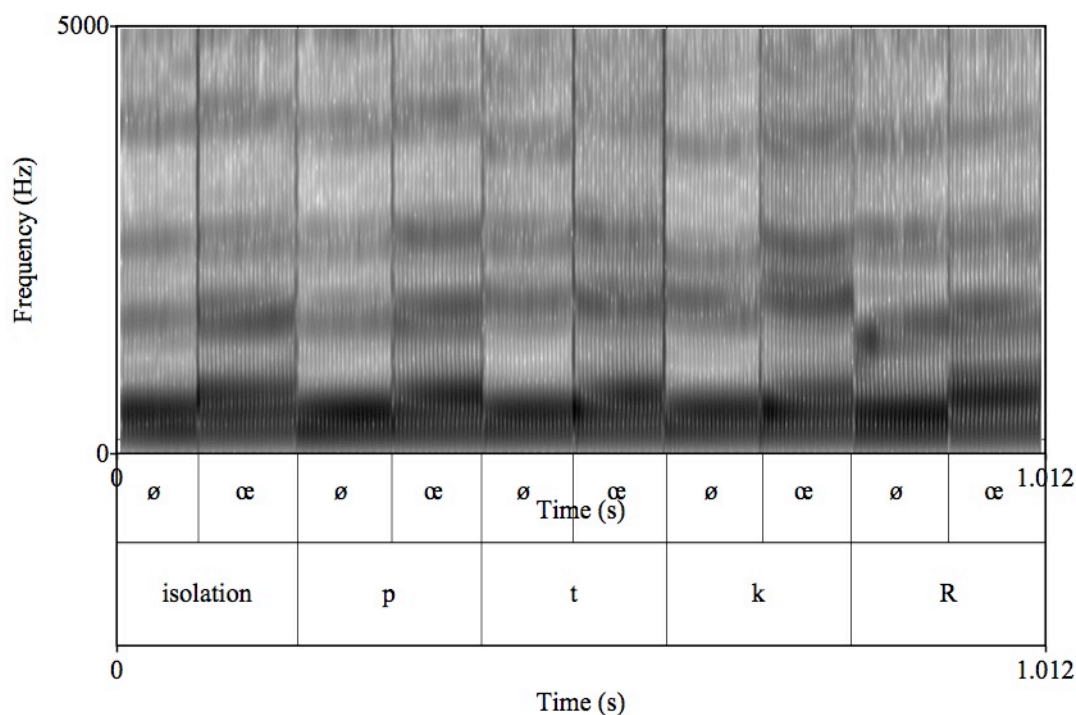 5000
Frequency (Hz)
0
0 1.012
ø œ ø œ ø œ ø œ ø œ
Time (s)
isolation p t k R
0 1.012
Time (s)